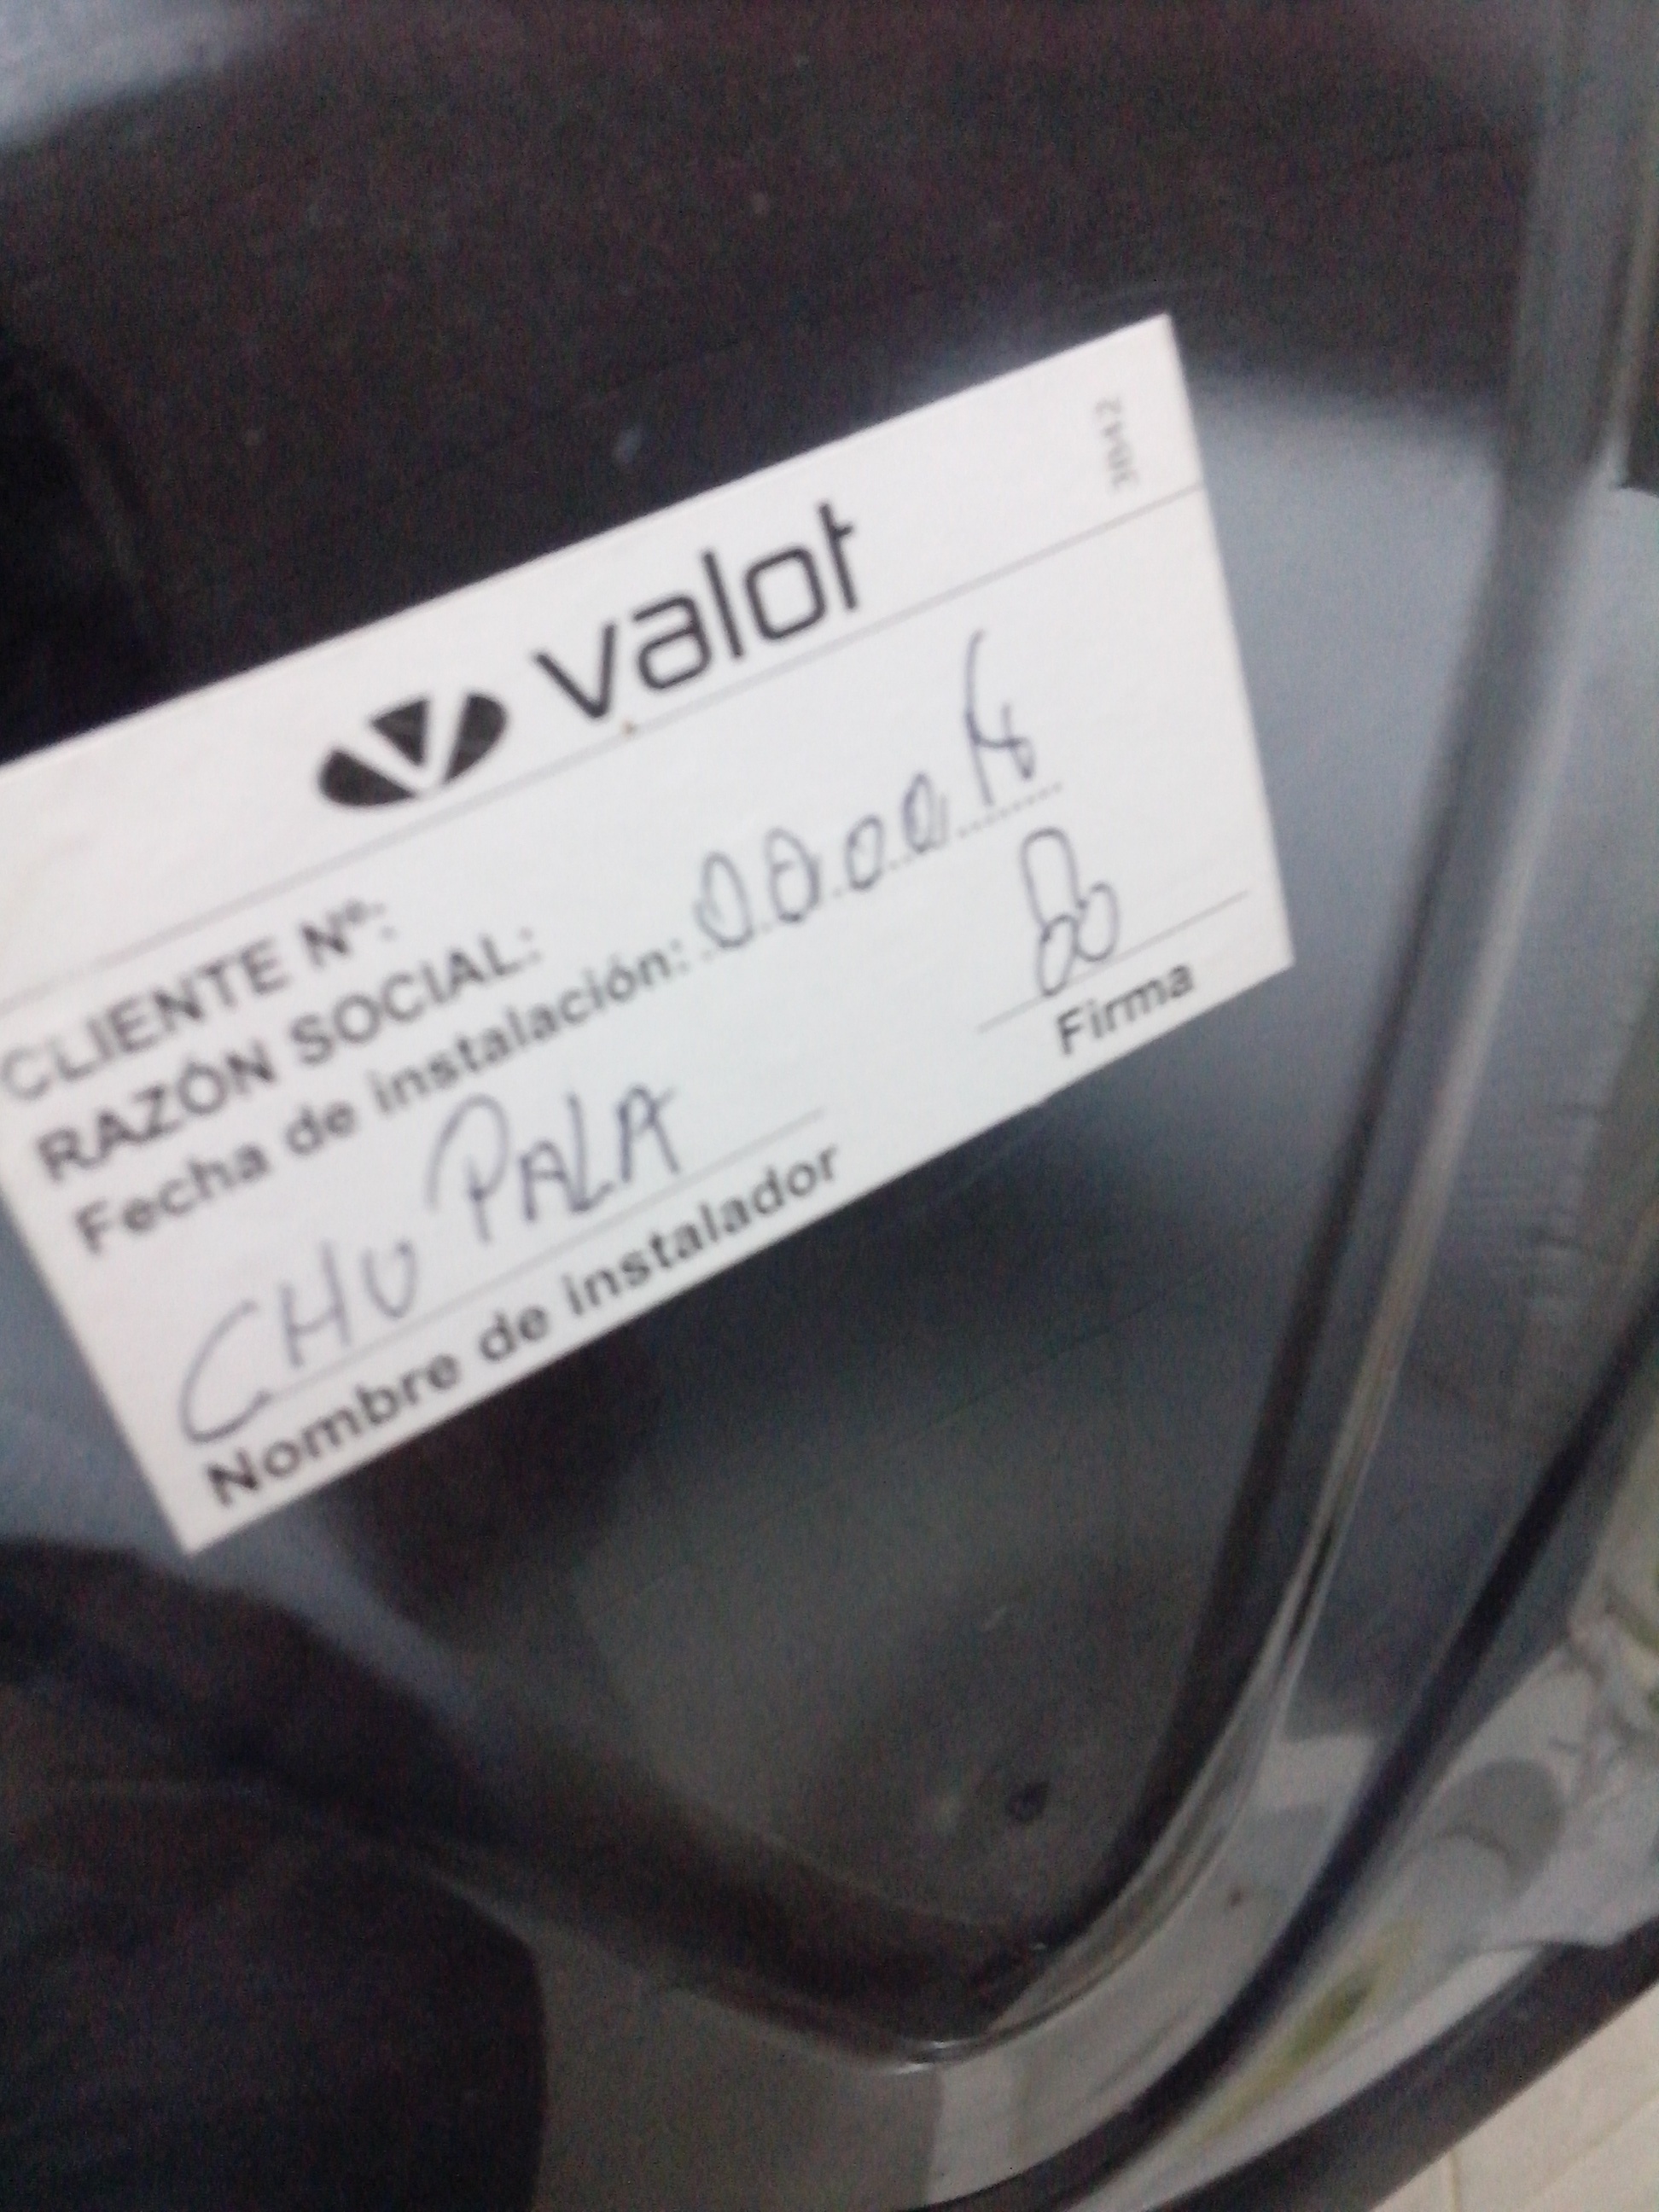 valot
CLIENTE Nº:
RAZÓN SOCIAL:
Fecha de instalación:
CHU PALA
Nombre de instalador
Firma